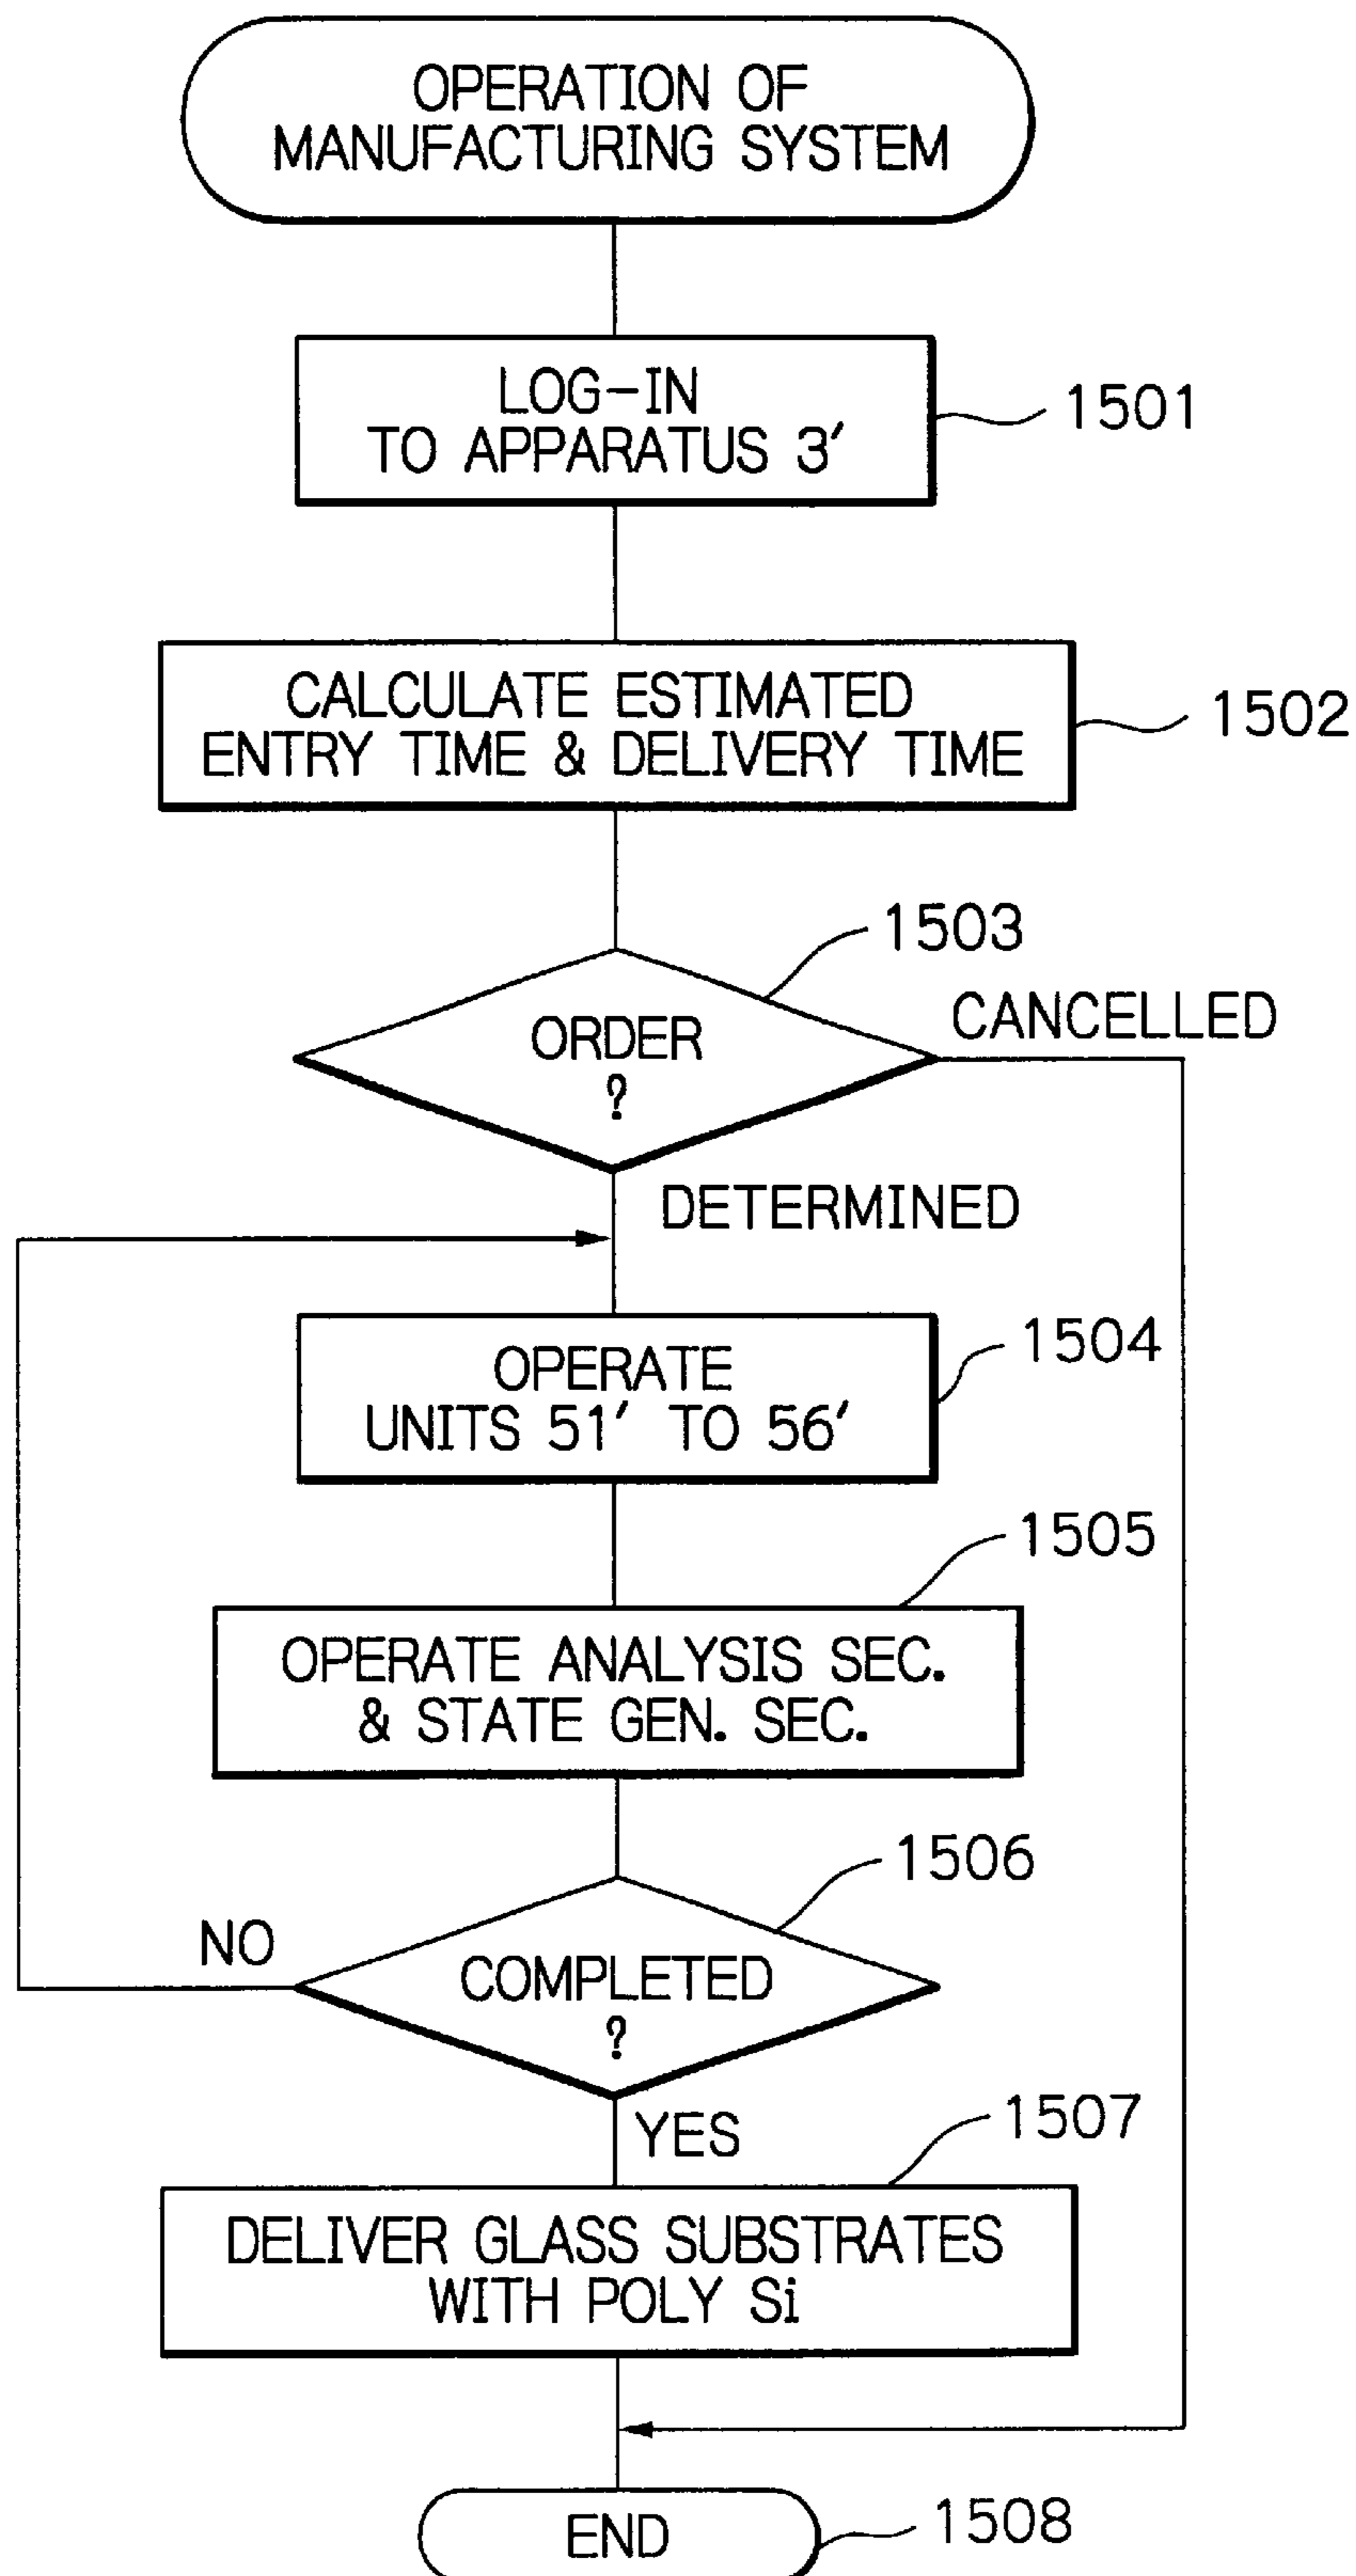 OPERATION OF
MANUFACTURING SYSTEM
LOG-IN
TO APPARATUS 3′
1501
CALCULATE ESTIMATED
ENTRY TIME & DELIVERY TIME
1502
1503
ORDER
?
CANCELLED
DETERMINED
OPERATE
UNITS 51′ TO 56′
1504
1505
OPERATE ANALYSIS SEC.
& STATE GEN. SEC.
1506
NO
COMPLETED
?
YES
1507
DELIVER GLASS SUBSTRATES
WITH POLY Si
END
1508